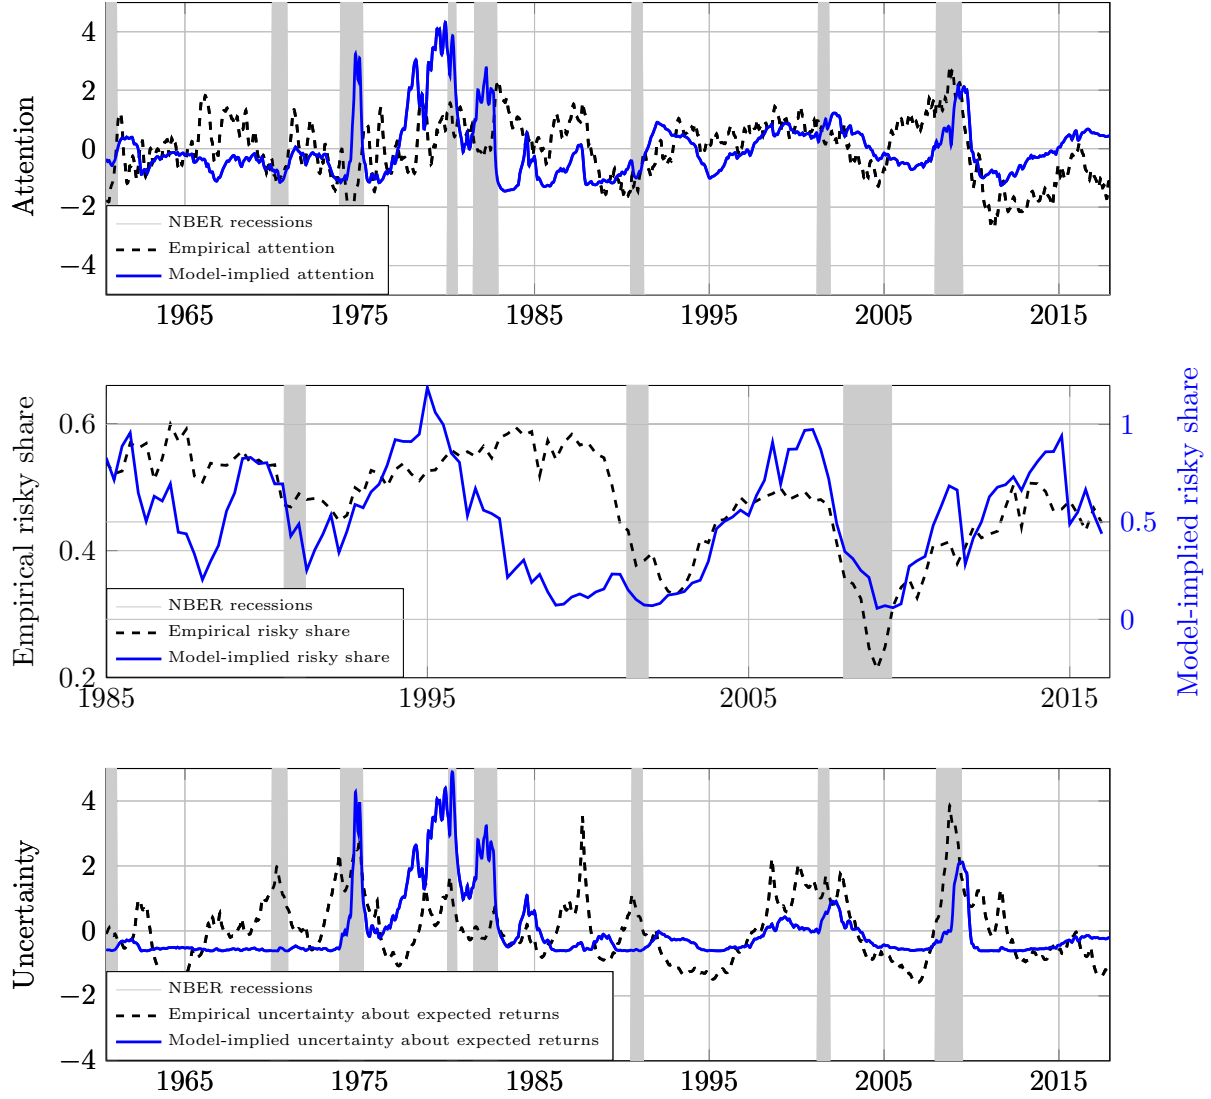 4
2
0
−2
−4
Attention
NBER recessions
Empirical attention
Model-implied attention
1965 1975 1985 1995 2005 2015
0.6
0.4
0.2
Empirical risky share
1
0.5
0
Model-implied risky share
NBER recessions
Empirical risky share
Model-implied risky share
1985 1995 2005 2015
4
2
0
−2
−4
Uncertainty
NBER recessions
Empirical uncertainty about expected returns
Model-implied uncertainty about expected returns
1965 1975 1985 1995 2005 2015